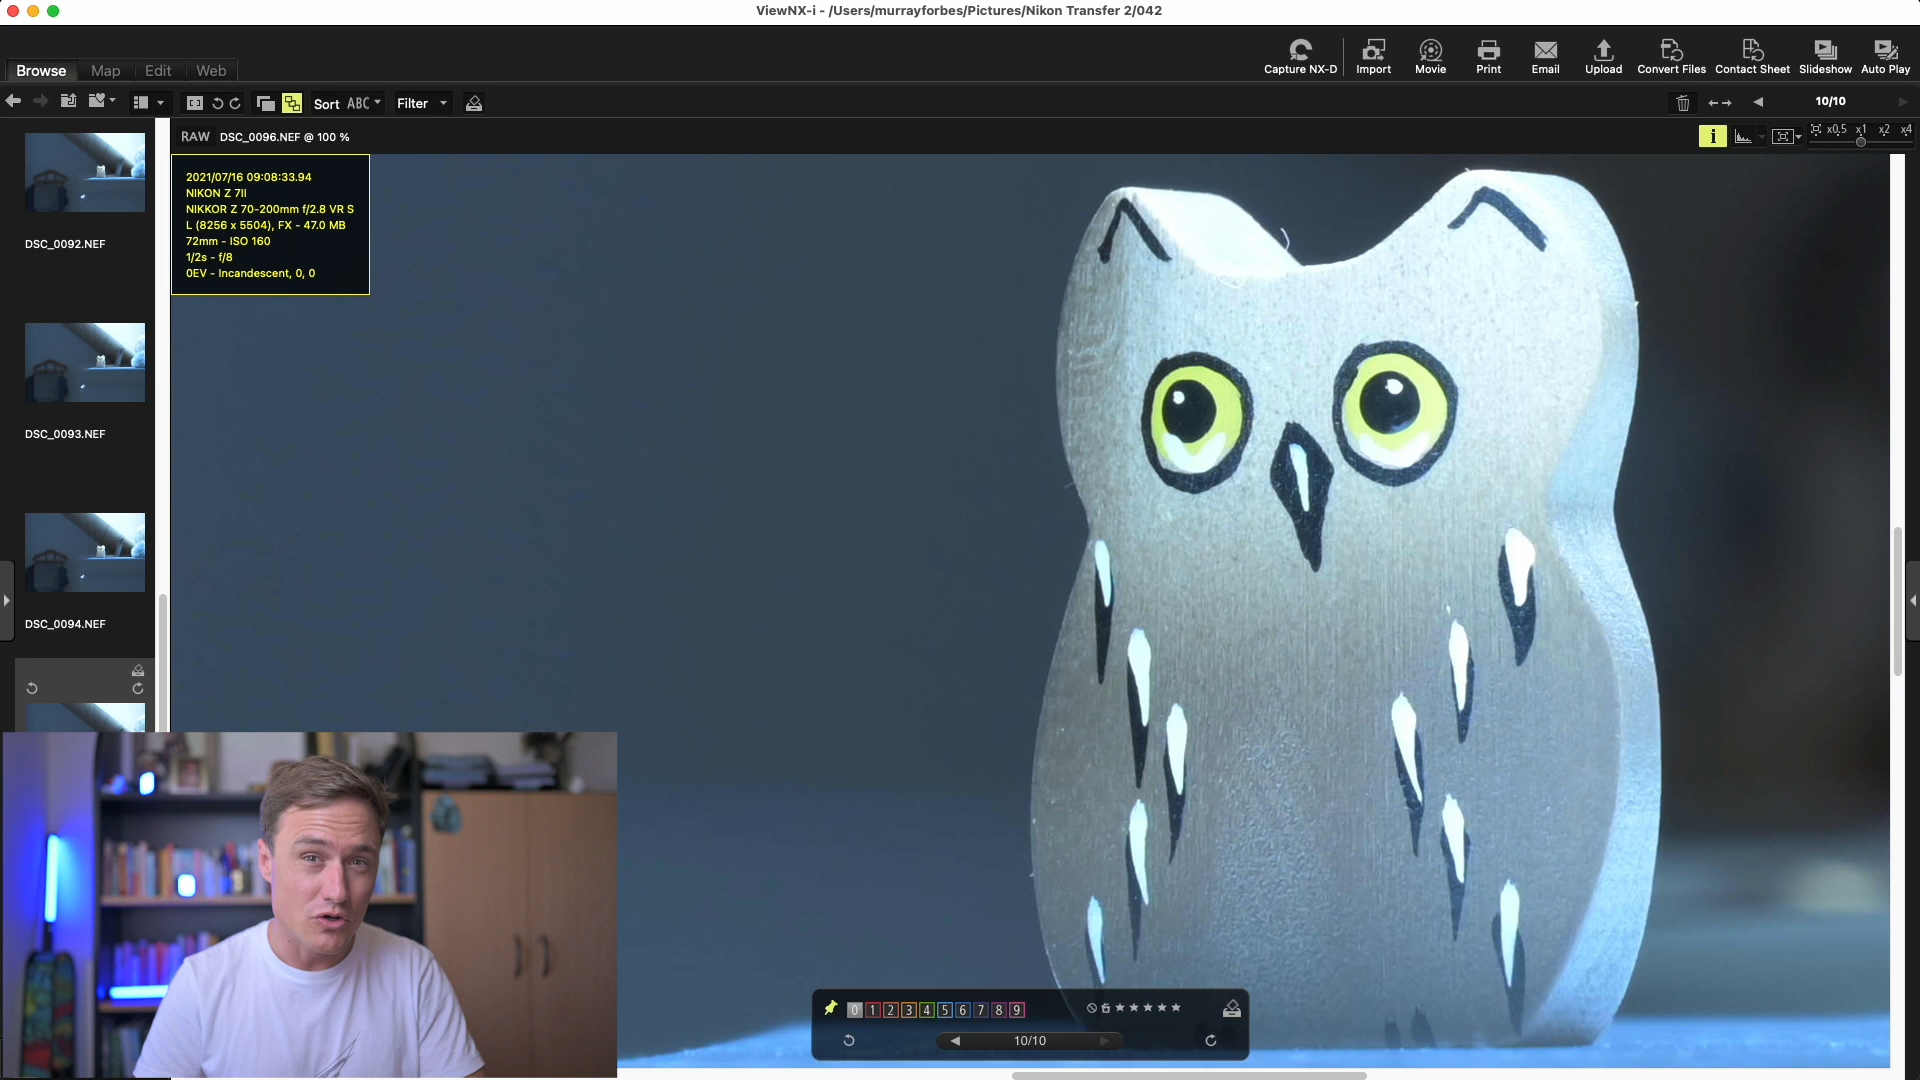 ViewNX-i - /Users/murrayforbes/Pictures/Nikon Transfer 2/042
Browse Map Edit Web
Capture NX-D Import Movie Print Email Upload Convert Files Contact Sheet Slideshow Auto Play
Sort ABC Filter
10/10
RAW DSC_0096.NEF @ 100 %
i x0,5 x1 x2 x4
2021/07/16 09:08:33.94
NIKON Z 7II
NIKKOR Z 70-200mm f/2.8 VR S
L (8256 x 5504), FX - 47.0 MB
72mm - ISO 160
1/2s - f/8
0EV - Incandescent, 0, 0
DSC_0092.NEF
DSC_0093.NEF
DSC_0094.NEF
0 1 2 3 4 5 6 7 8 9
10/10